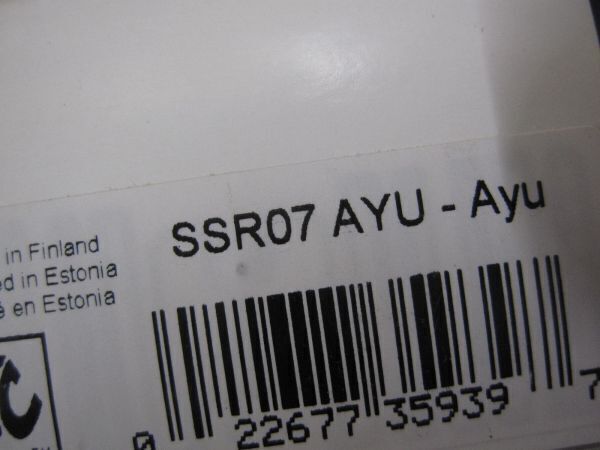 SSR07 AYU - Ayu
in Finland
ed in Estonia
é en Estonia
0 22677 35939 7